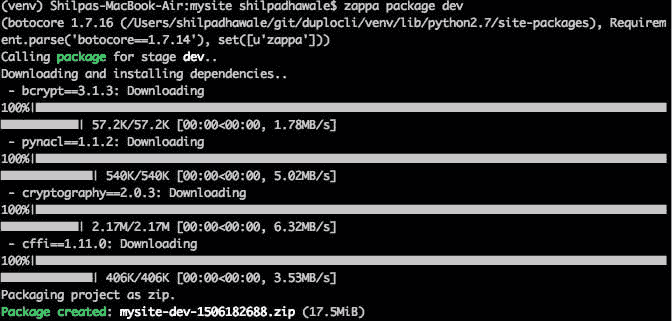 (venv) Shilpas-MacBook-Air:mysite shilpadhawale$ zappa package dev
(botocore 1.7.16 (/Users/shilpadhawale/git/duplocli/venv/lib/python2.7/site-packages), Requirem
ent.parse('botocore==1.7.14'), set([u'zappa']))
Calling package for stage dev..
Downloading and installing dependencies..
 - bcrypt==3.1.3: Downloading
100%|
| 57.2K/57.2K [00:00<00:00, 1.78MB/s]
 - pynacl==1.1.2: Downloading
100%|
| 540K/540K [00:00<00:00, 5.02MB/s]
 - cryptography==2.0.3: Downloading
100%|
| 2.17M/2.17M [00:00<00:00, 6.32MB/s]
 - cffi==1.11.0: Downloading
100%|
| 406K/406K [00:00<00:00, 3.53MB/s]
Packaging project as zip.
Package created: mysite-dev-1506182688.zip (17.5MiB)